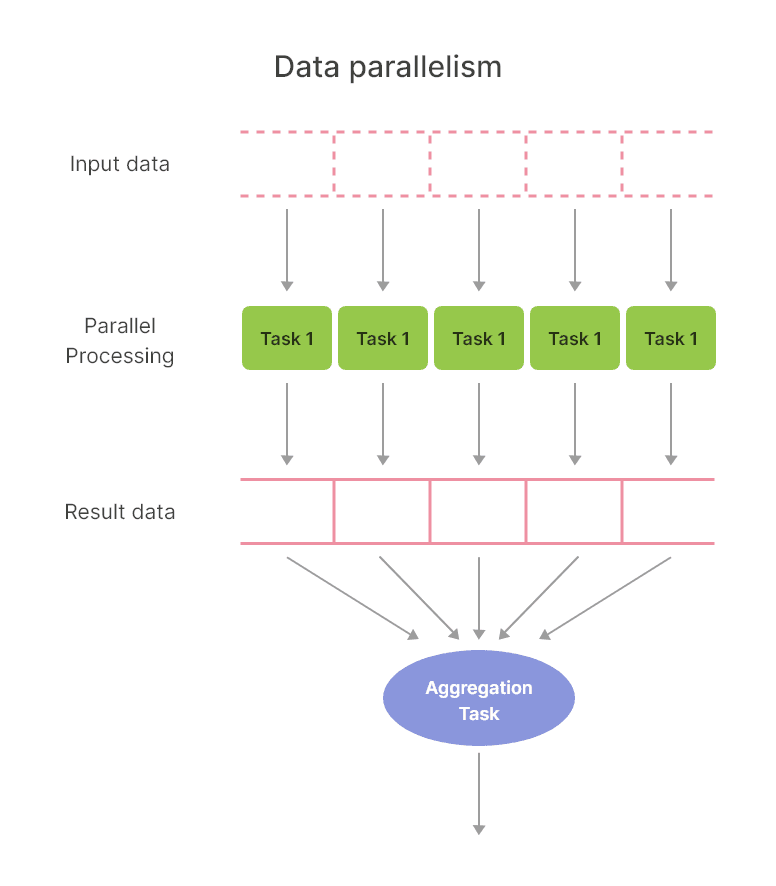 Data parallelism
Input data
Parallel
Processing
Task 1
Task 1
Task 1
Task 1
Task 1
Result data
Aggregation
Task